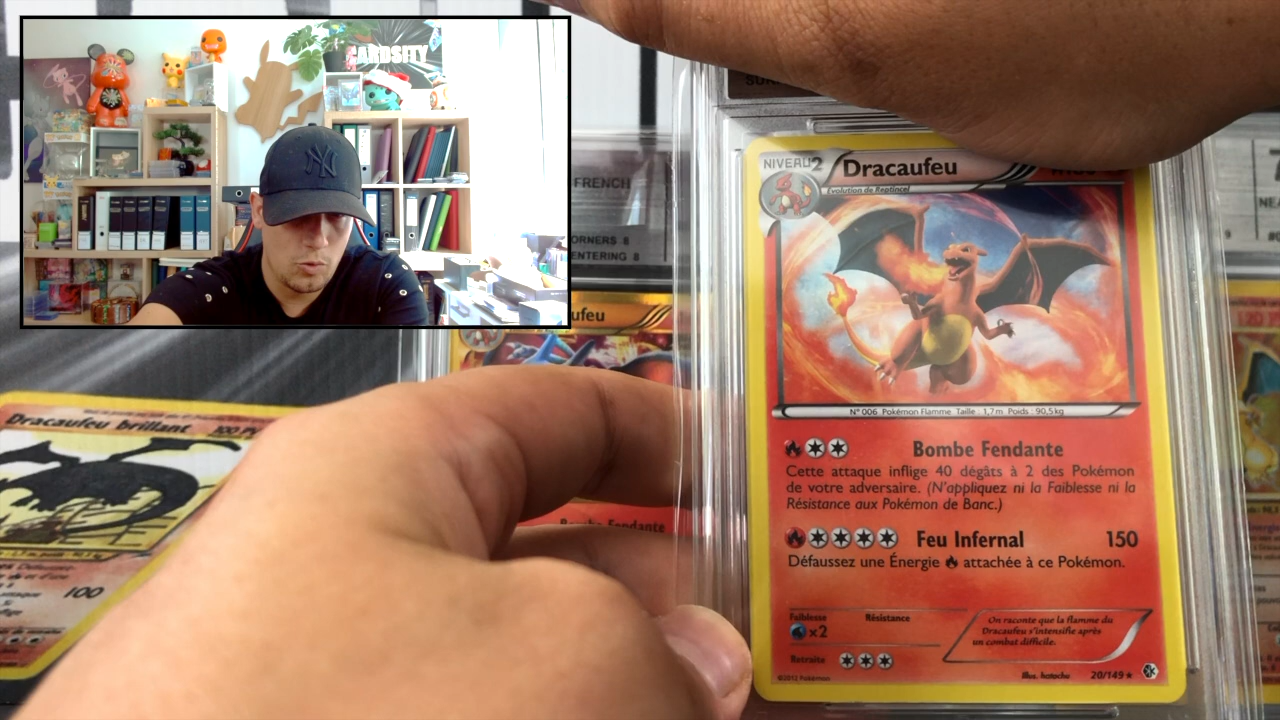 CARDSITY
NY
FRENCH
CORNERS 8
CENTERING 8
NIVEAU 2
Dracaufeu
Évolution de Reptincel
N° 006 Pokémon Flamme Taille : 1,7 m Poids : 90,5 kg
Bombe Fendante
Cette attaque inflige 40 dégâts à 2 des Pokémon
de votre adversaire. (N'appliquez ni la Faiblesse ni la
Résistance aux Pokémon de Banc.)
Feu Infernal 150
Défaussez une Énergie attachée à ce Pokémon.
Faiblesse Résistance
×2
Retraite
On raconte que la flamme du
Dracaufeu s'intensifie après
un combat difficile.
©2012 Pokémon
Illus. hatachu 20/149
Dracaufeu brillant 100
100
Bombe Fendante